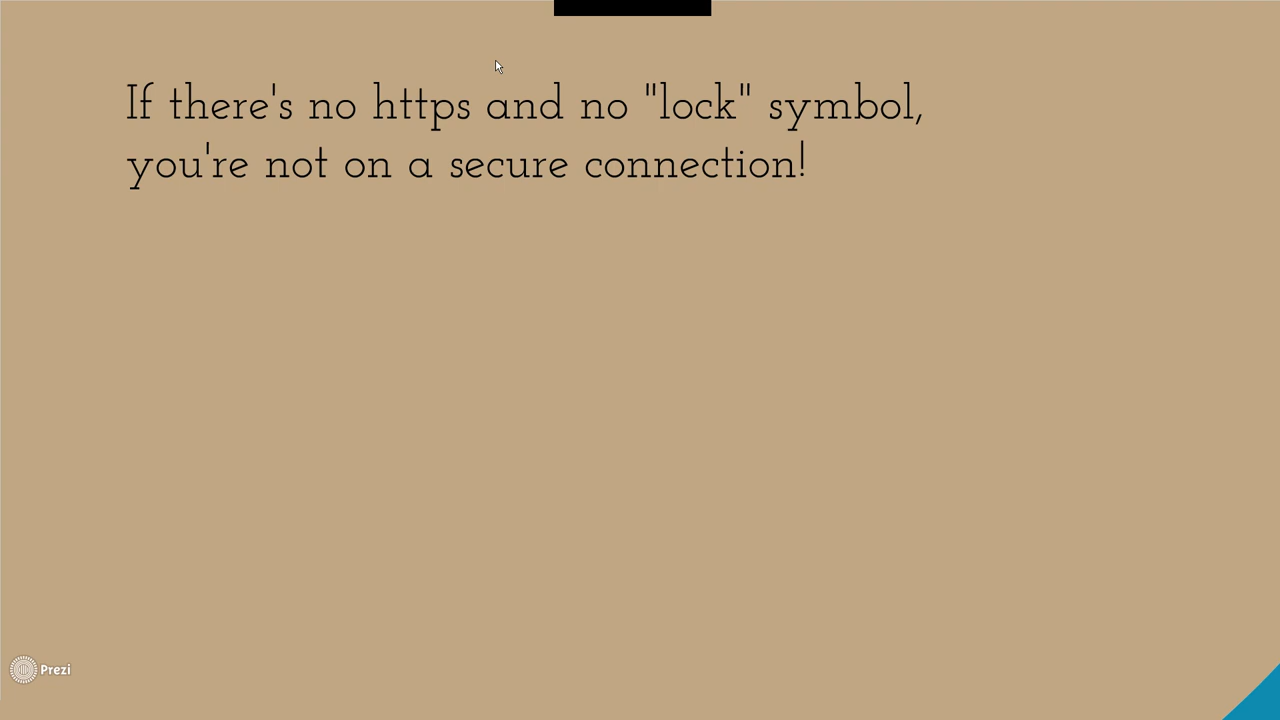 If there's no https and no "lock" symbol,
you're not on a secure connection!
Prezi